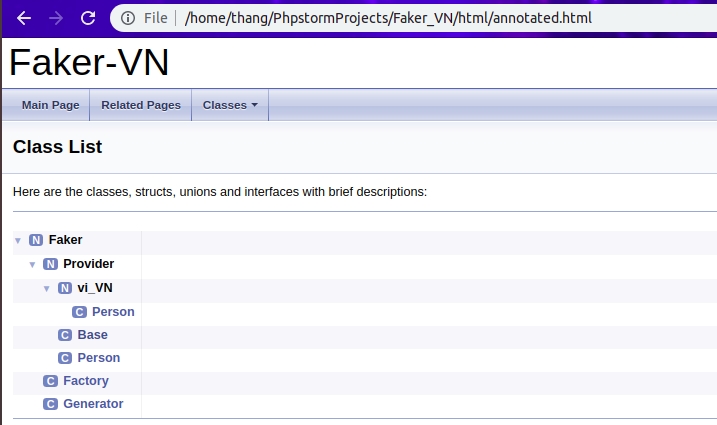 File /home/thang/PhpstormProjects/Faker_VN/html/annotated.html
Faker-VN
Main Page Related Pages Classes
Class List
Here are the classes, structs, unions and interfaces with brief descriptions:
N Faker
N Provider
N vi_VN
C Person
C Base
C Person
C Factory
C Generator